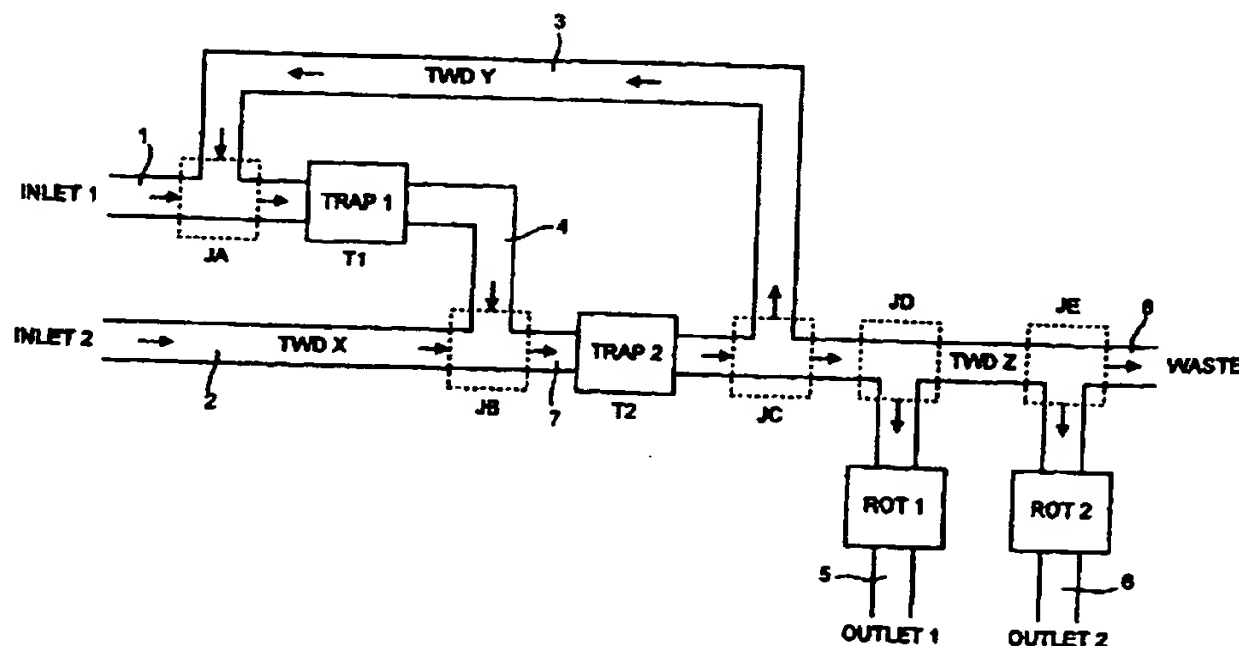 3
TWD Y
1
INLET 1
TRAP 1
4
JA
T1
JD
JE
8
INLET 2
TWD X
TRAP 2
TWD Z
WASTE
2
JB
7
T2
JC
ROT 1
ROT 2
5
6
OUTLET 1
OUTLET 2